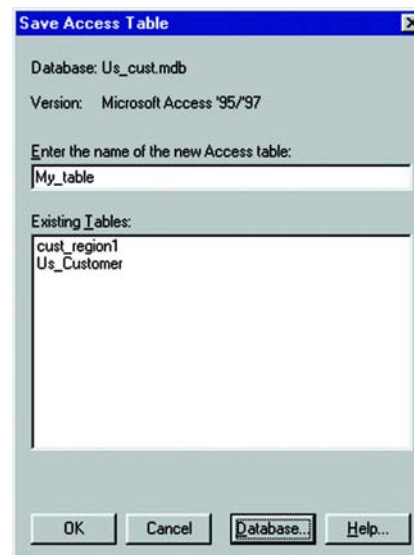 Save Access Table
Database: Us_cust.mdb
Version: Microsoft Access '95/'97
Enter the name of the new Access table:
My_table
Existing Tables:
cust_region1
Us_Customer
OK Cancel Database... Help...